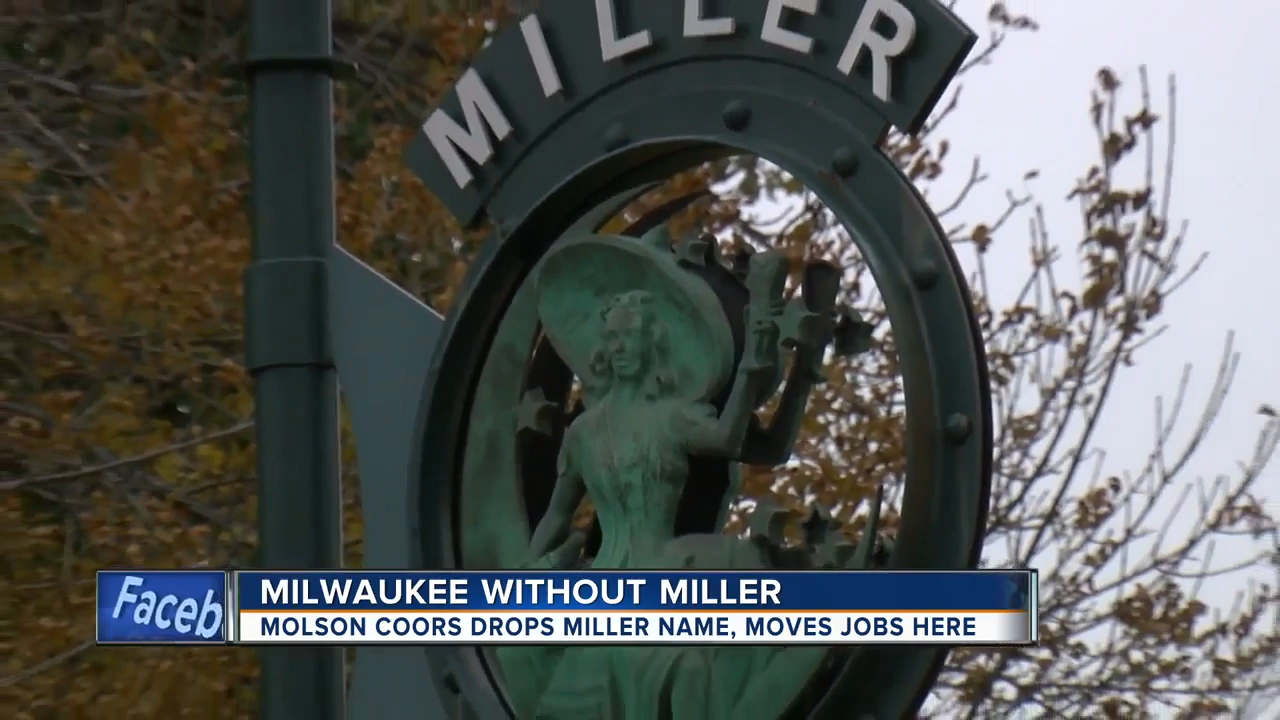 MILLER
Faceb
MILWAUKEE WITHOUT MILLER
MOLSON COORS DROPS MILLER NAME, MOVES JOBS HERE